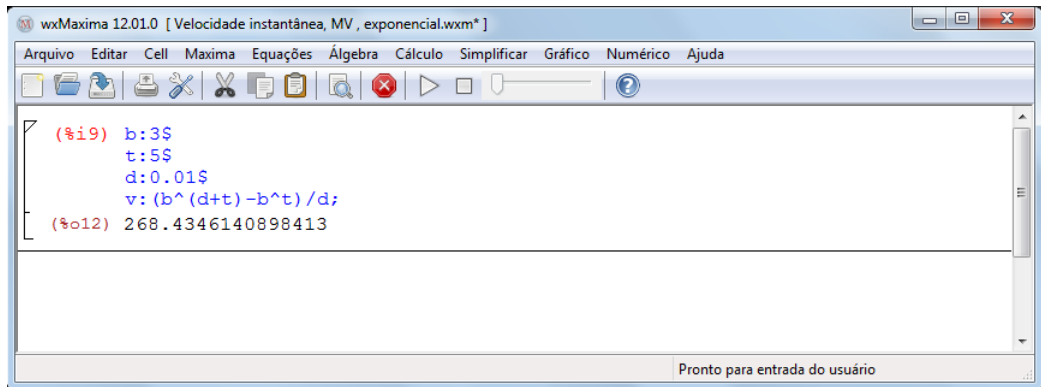 wxMaxima 12.01.0 [ Velocidade instantânea, MV , exponencial.wxm* ]
Arquivo Editar Cell Maxima Equações Álgebra Cálculo Simplificar Gráfico Numérico Ajuda
(%i9) b:3$
t:5$
d:0.01$
v:(b^(d+t)-b^t)/d;
(%o12) 268.4346140898413
Pronto para entrada do usuário